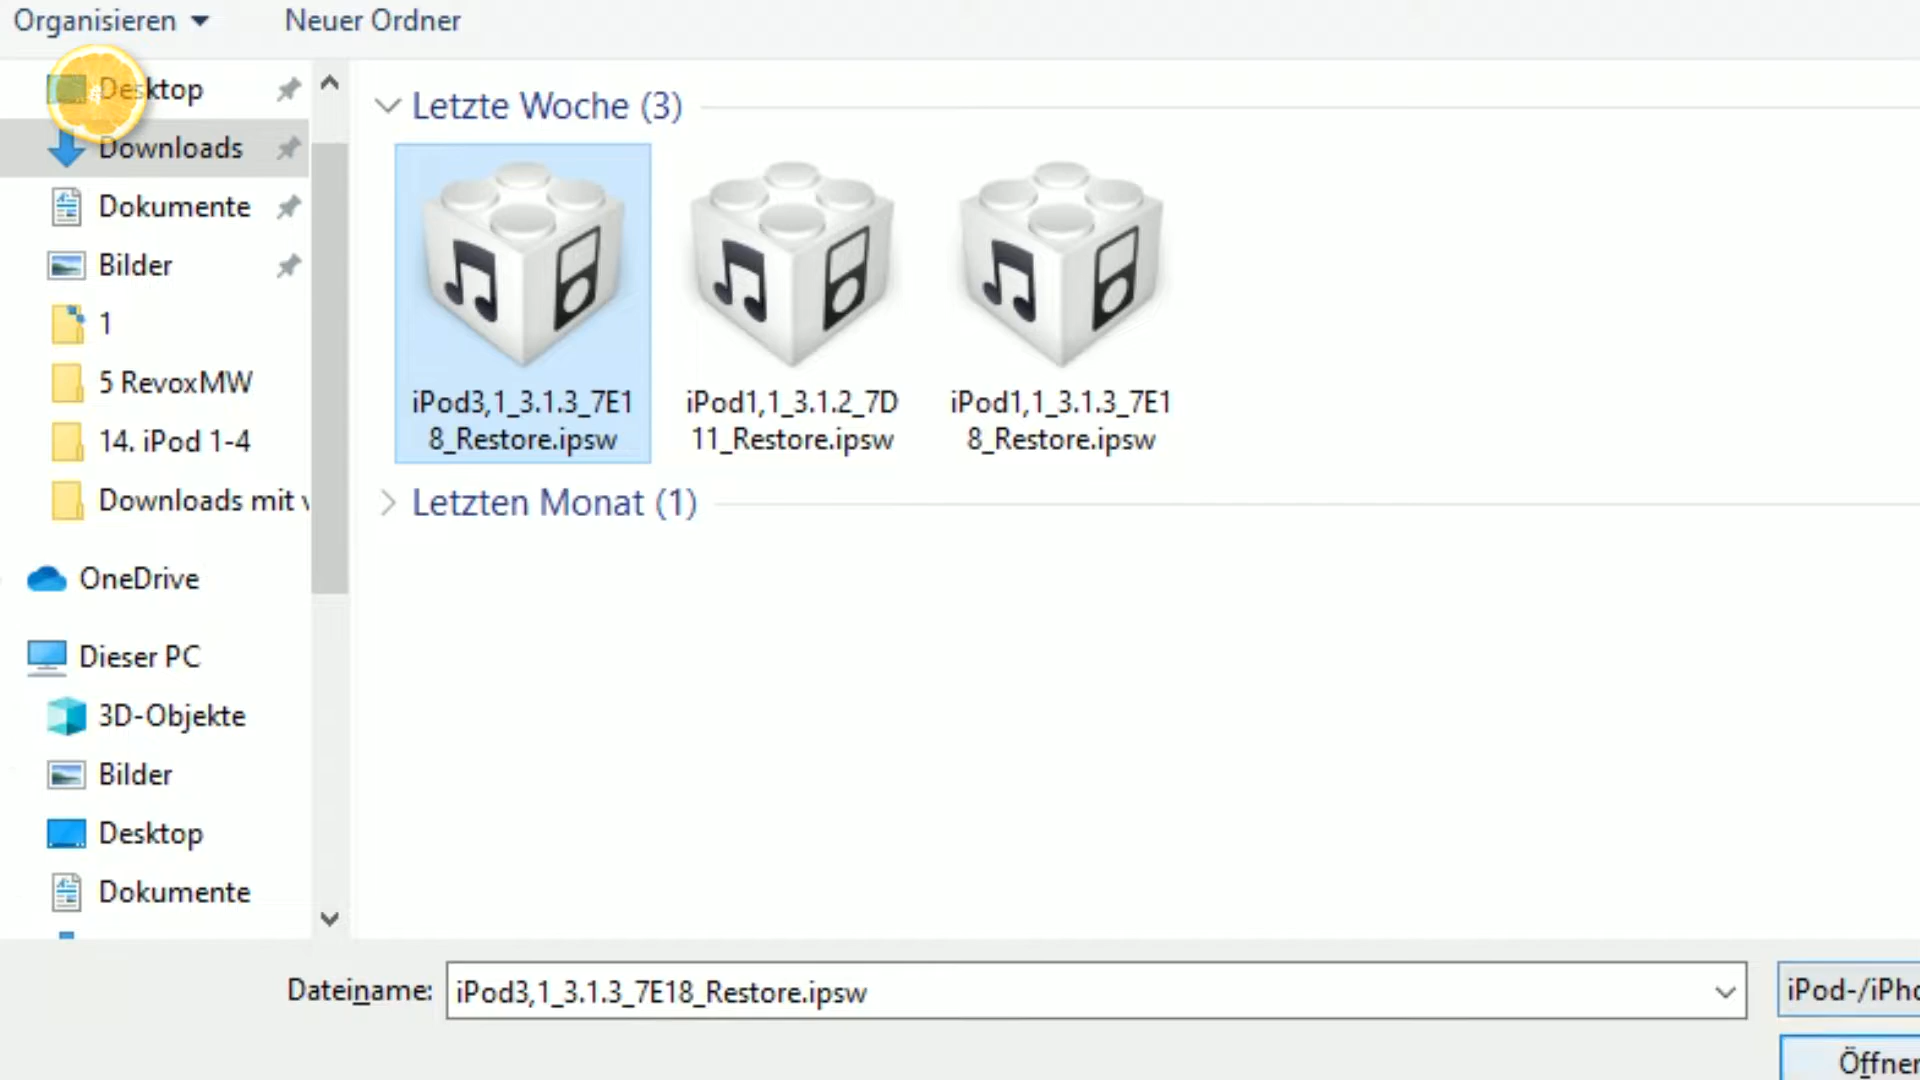 Organisieren
Neuer Ordner
Desktop
Downloads
Dokumente
Bilder
1
5 RevoxMW
14. iPod 1-4
Downloads mit v
OneDrive
Dieser PC
3D-Objekte
Bilder
Desktop
Dokumente
Letzte Woche (3)
iPod3,1_3.1.3_7E1
8_Restore.ipsw
iPod1,1_3.1.2_7D
11_Restore.ipsw
iPod1,1_3.1.3_7E1
8_Restore.ipsw
Letzten Monat (1)
Dateiname:
iPod3,1_3.1.3_7E18_Restore.ipsw
iPod-/iPho
Öffnen